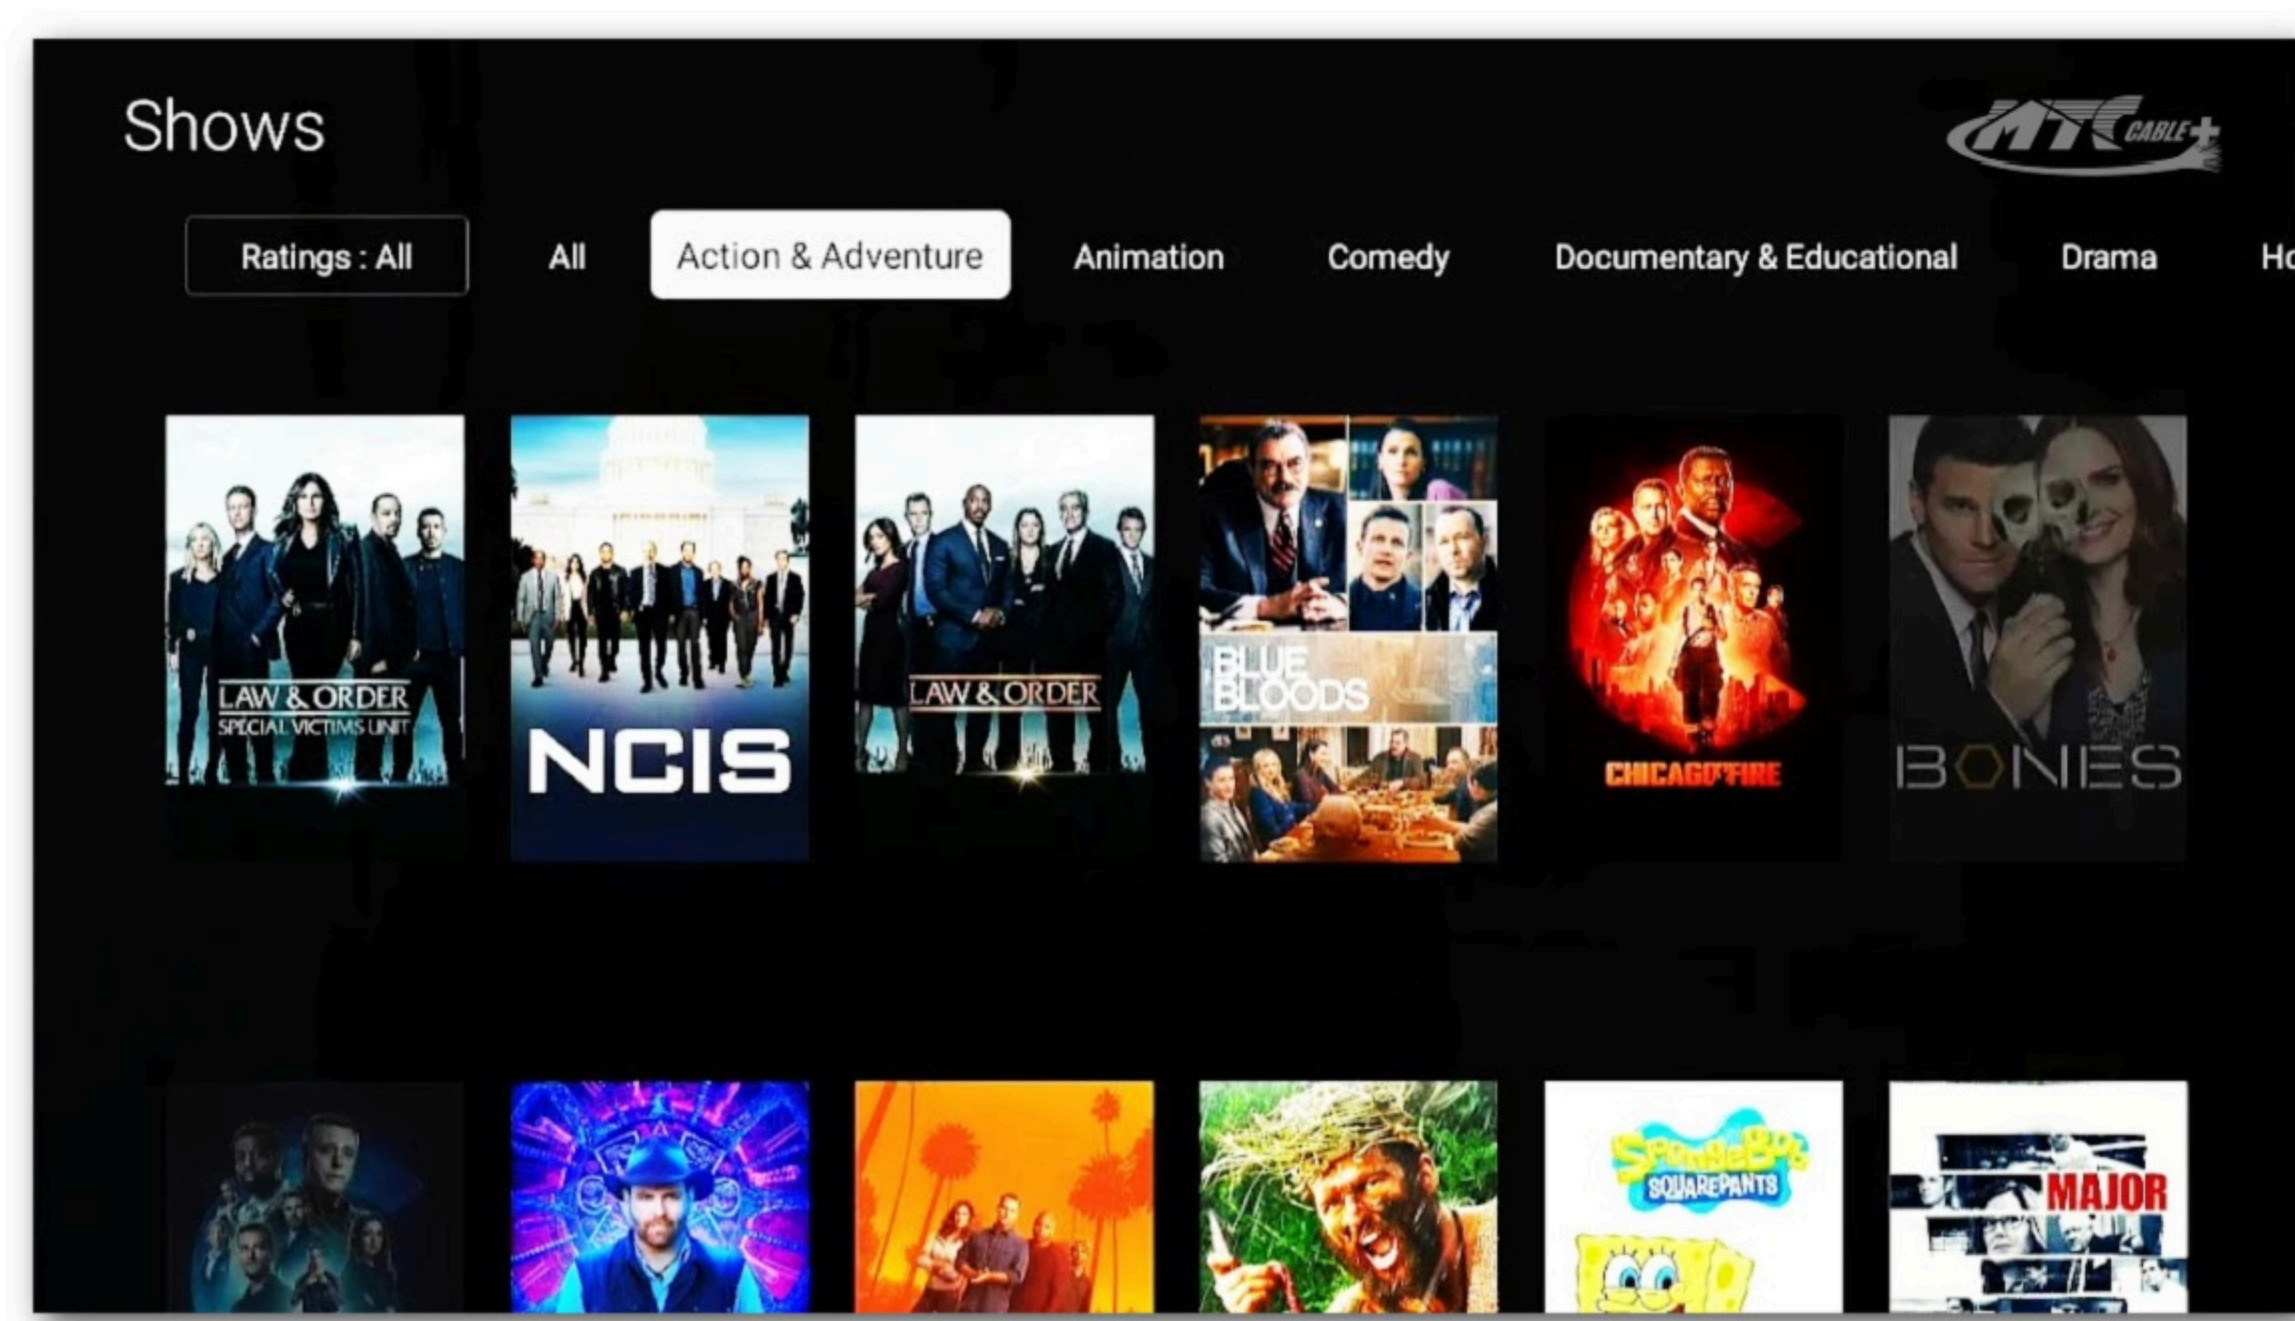 Shows
MTC CABLE+
Ratings : All
All
Action & Adventure
Animation
Comedy
Documentary & Educational
Drama
Ho
LAW & ORDER
SPECIAL VICTIMS UNIT
NCIS
LAW & ORDER
BLUE
BLOODS
CHICAGO FIRE
BONES
SPONGEBOB
SQUAREPANTS
MAJOR